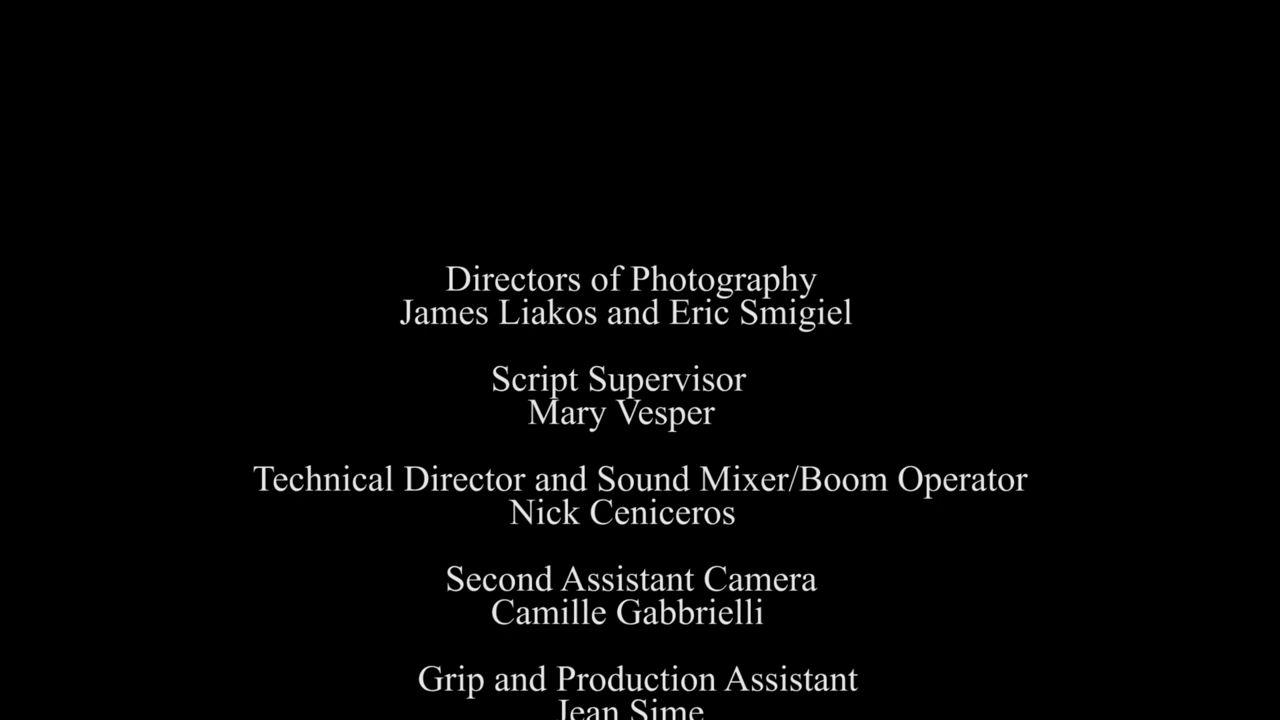 Directors of Photography
James Liakos and Eric Smigiel
Script Supervisor
Mary Vesper
Technical Director and Sound Mixer/Boom Operator
Nick Ceniceros
Second Assistant Camera
Camille Gabbrielli
Grip and Production Assistant
Jean Sime